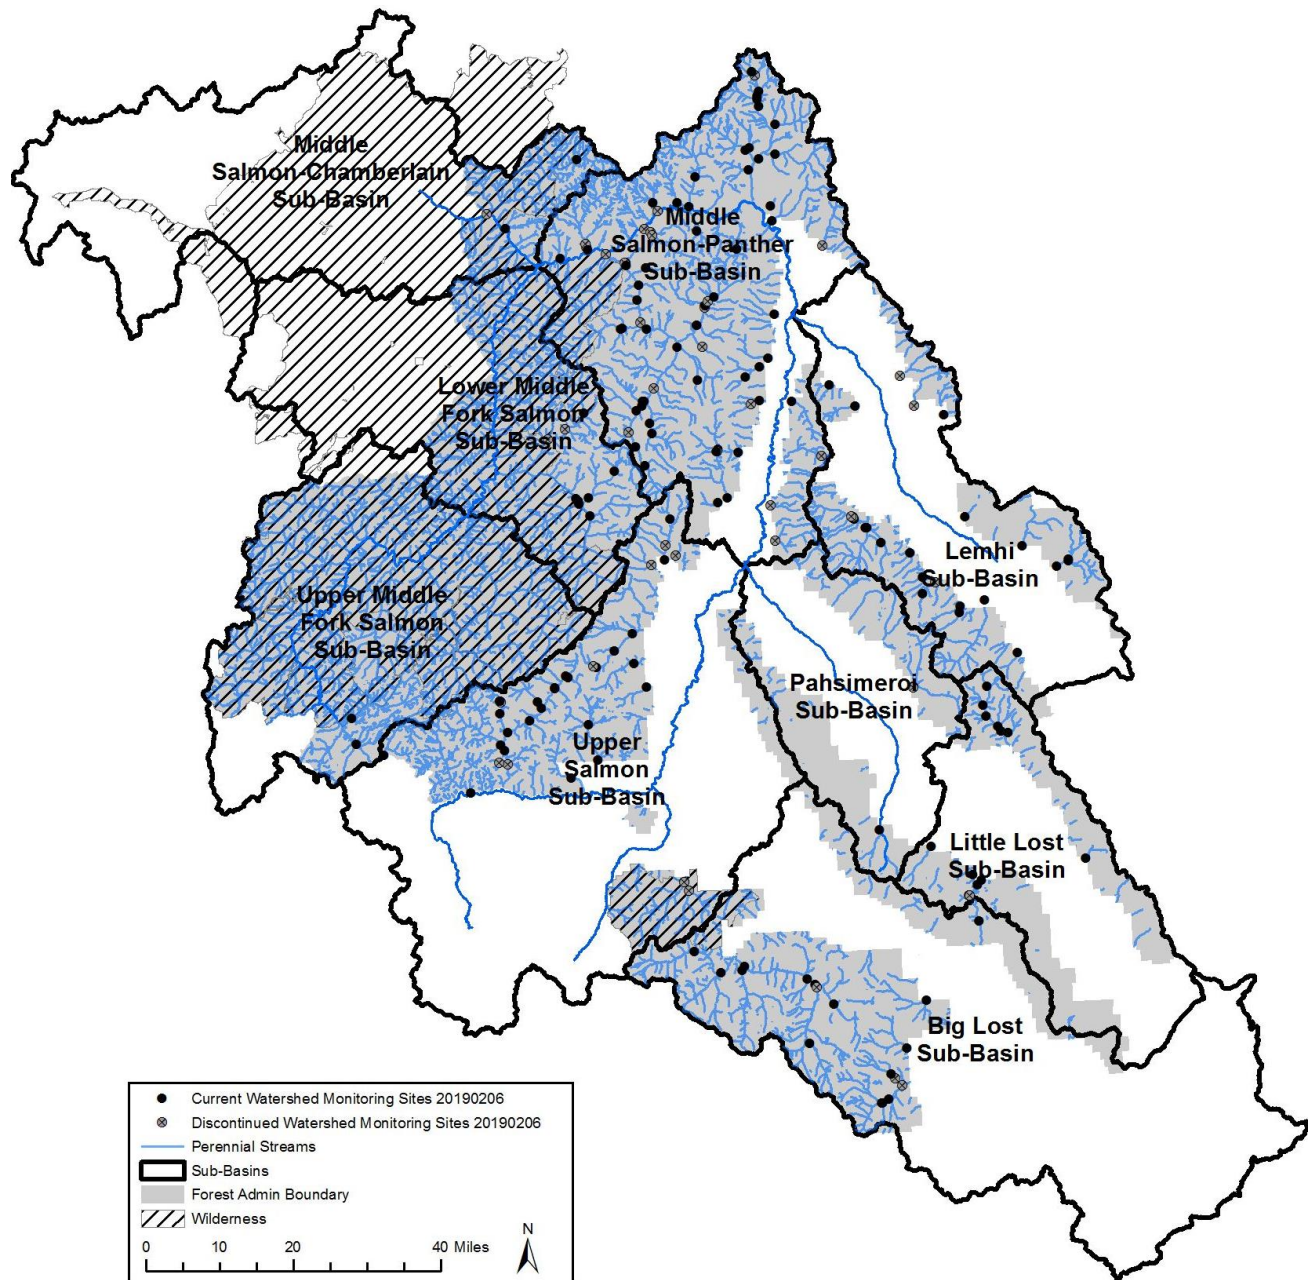 Middle
Salmon-Chamberlain
Sub-Basin
Middle
Salmon-Panther
Sub-Basin
Lower Middle
Fork Salmon
Sub-Basin
Lemhi
Sub-Basin
Upper Middle
Fork Salmon
Sub-Basin
Pahsimeroi
Sub-Basin
Upper
Salmon
Sub-Basin
Little Lost
Sub-Basin
Big Lost
Sub-Basin
Current Watershed Monitoring Sites 20190206
Discontinued Watershed Monitoring Sites 20190206
Perennial Streams
Sub-Basins
Forest Admin Boundary
Wilderness
N
0 10 20 40 Miles